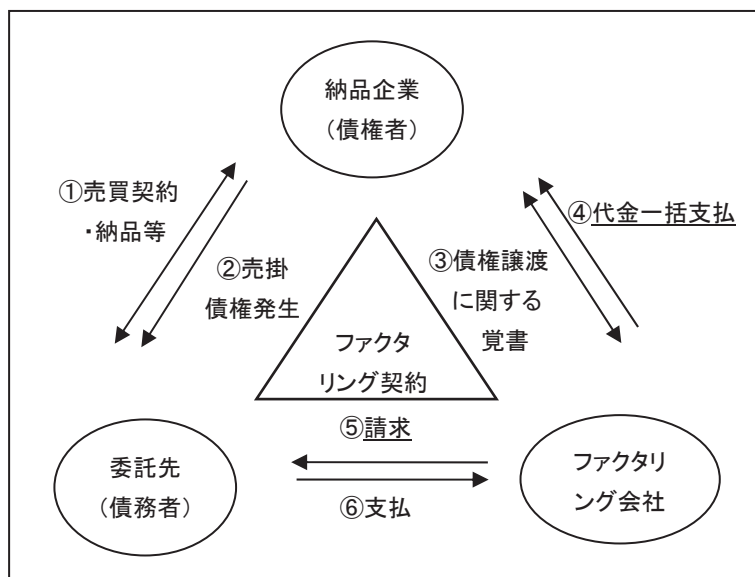 納品企業
（債権者）
①売買契約
・納品等
②売掛
債権発生
③債権譲渡
に関する
覚書
④代金一括支払
ファクタ
リング契約
⑤請求
⑥支払
委託先
（債務者）
ファクタリ
ング会社